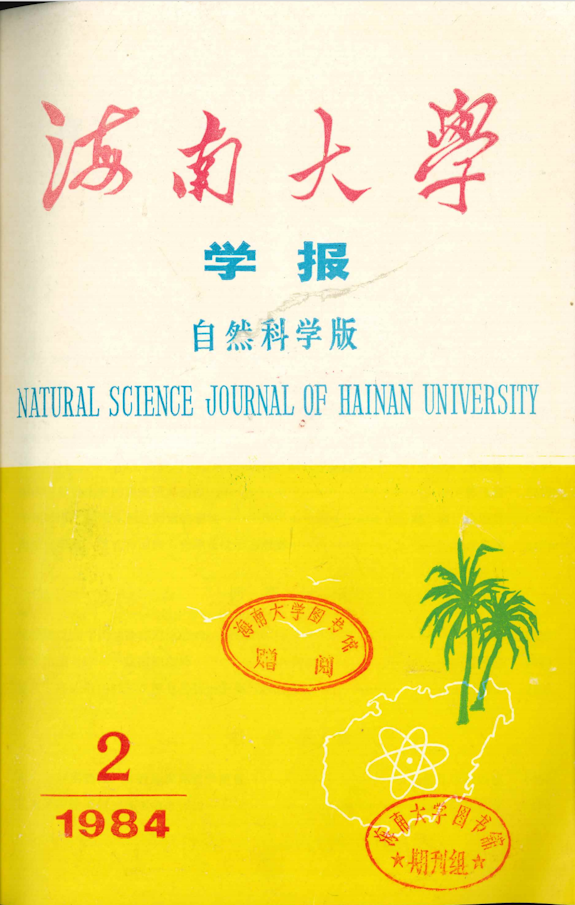 海南大學
学报
自然科学版
NATURAL SCIENCE JOURNAL OF HAINAN UNIVERSITY
海南大学图书馆
赠阅
2
1984
海南大学图书馆
★期刊组★